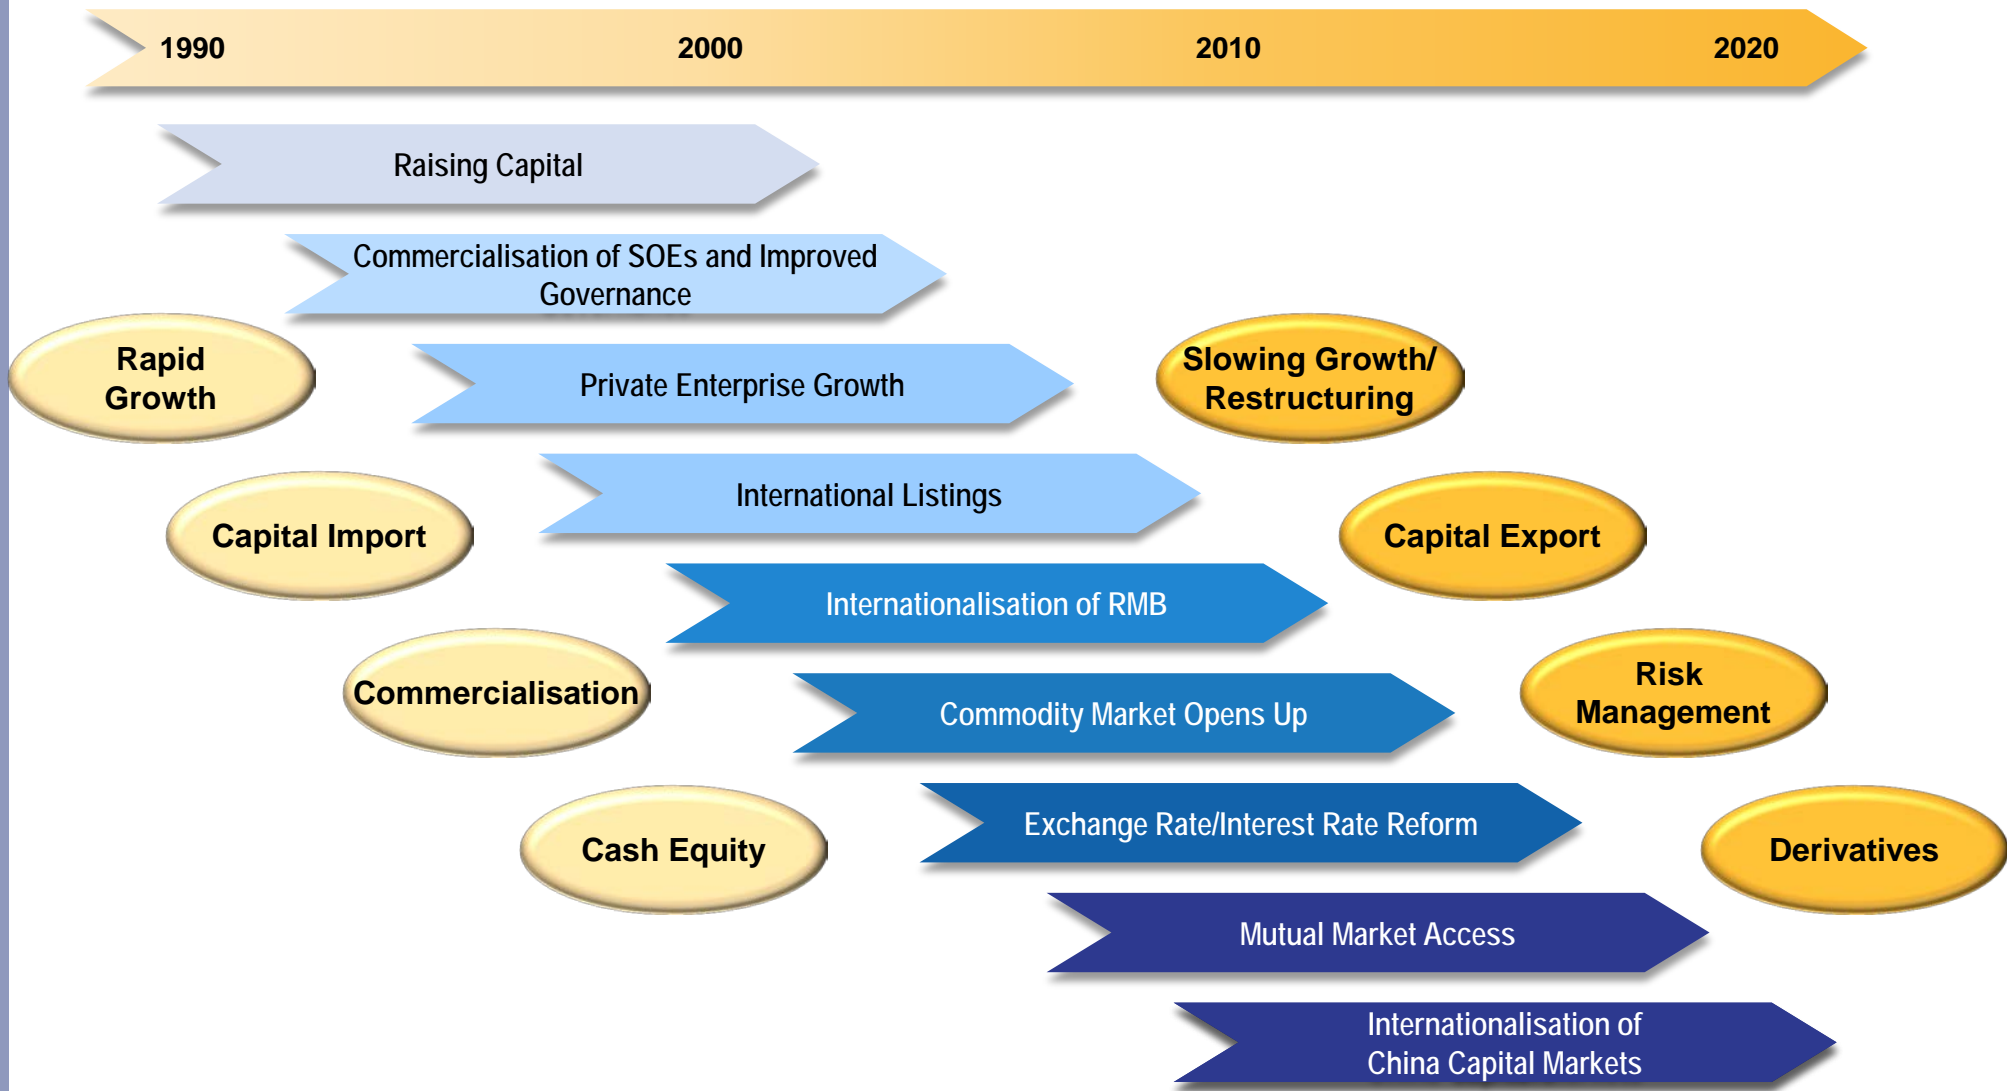 1990
2000
2010
2020
Raising Capital
Commercialisation of SOEs and Improved
Governance
Rapid
Growth
Private Enterprise Growth
Slowing Growth/
Restructuring
International Listings
Capital Import
Capital Export
Internationalisation of RMB
Commercialisation
Commodity Market Opens Up
Risk
Management
Exchange Rate/Interest Rate Reform
Cash Equity
Derivatives
Mutual Market Access
Internationalisation of
China Capital Markets